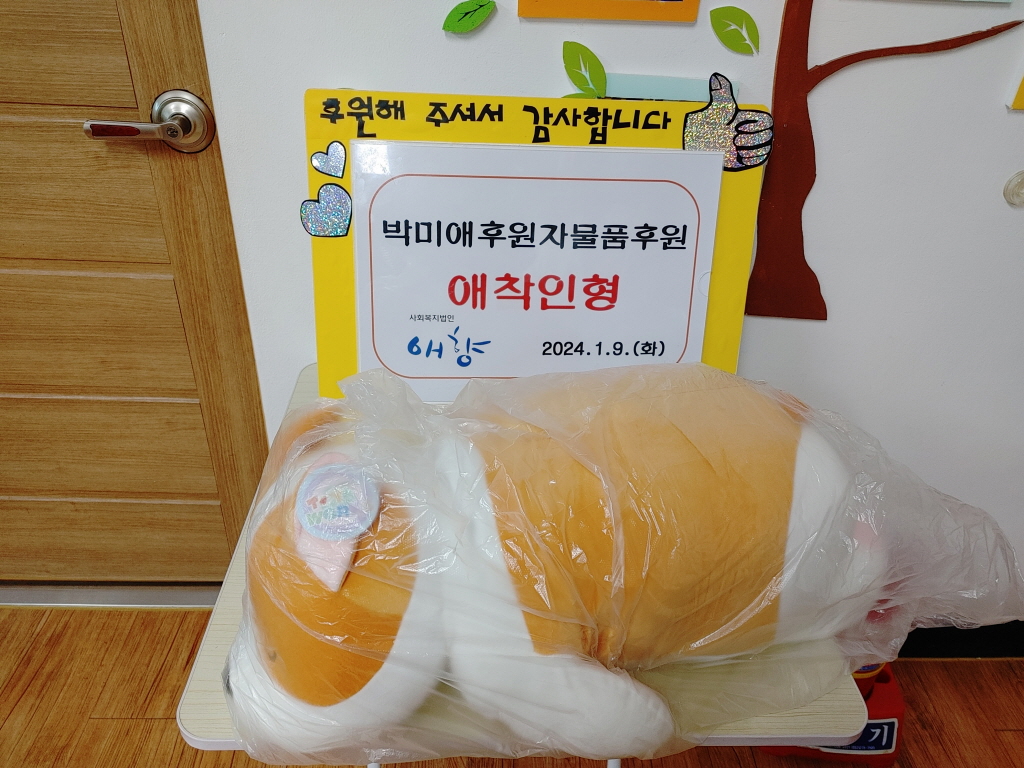 후원해 주셔서 감사합니다
박미애후원자물품후원
애착인형
사회복지법인
애향
2024.1.9.(화)
기